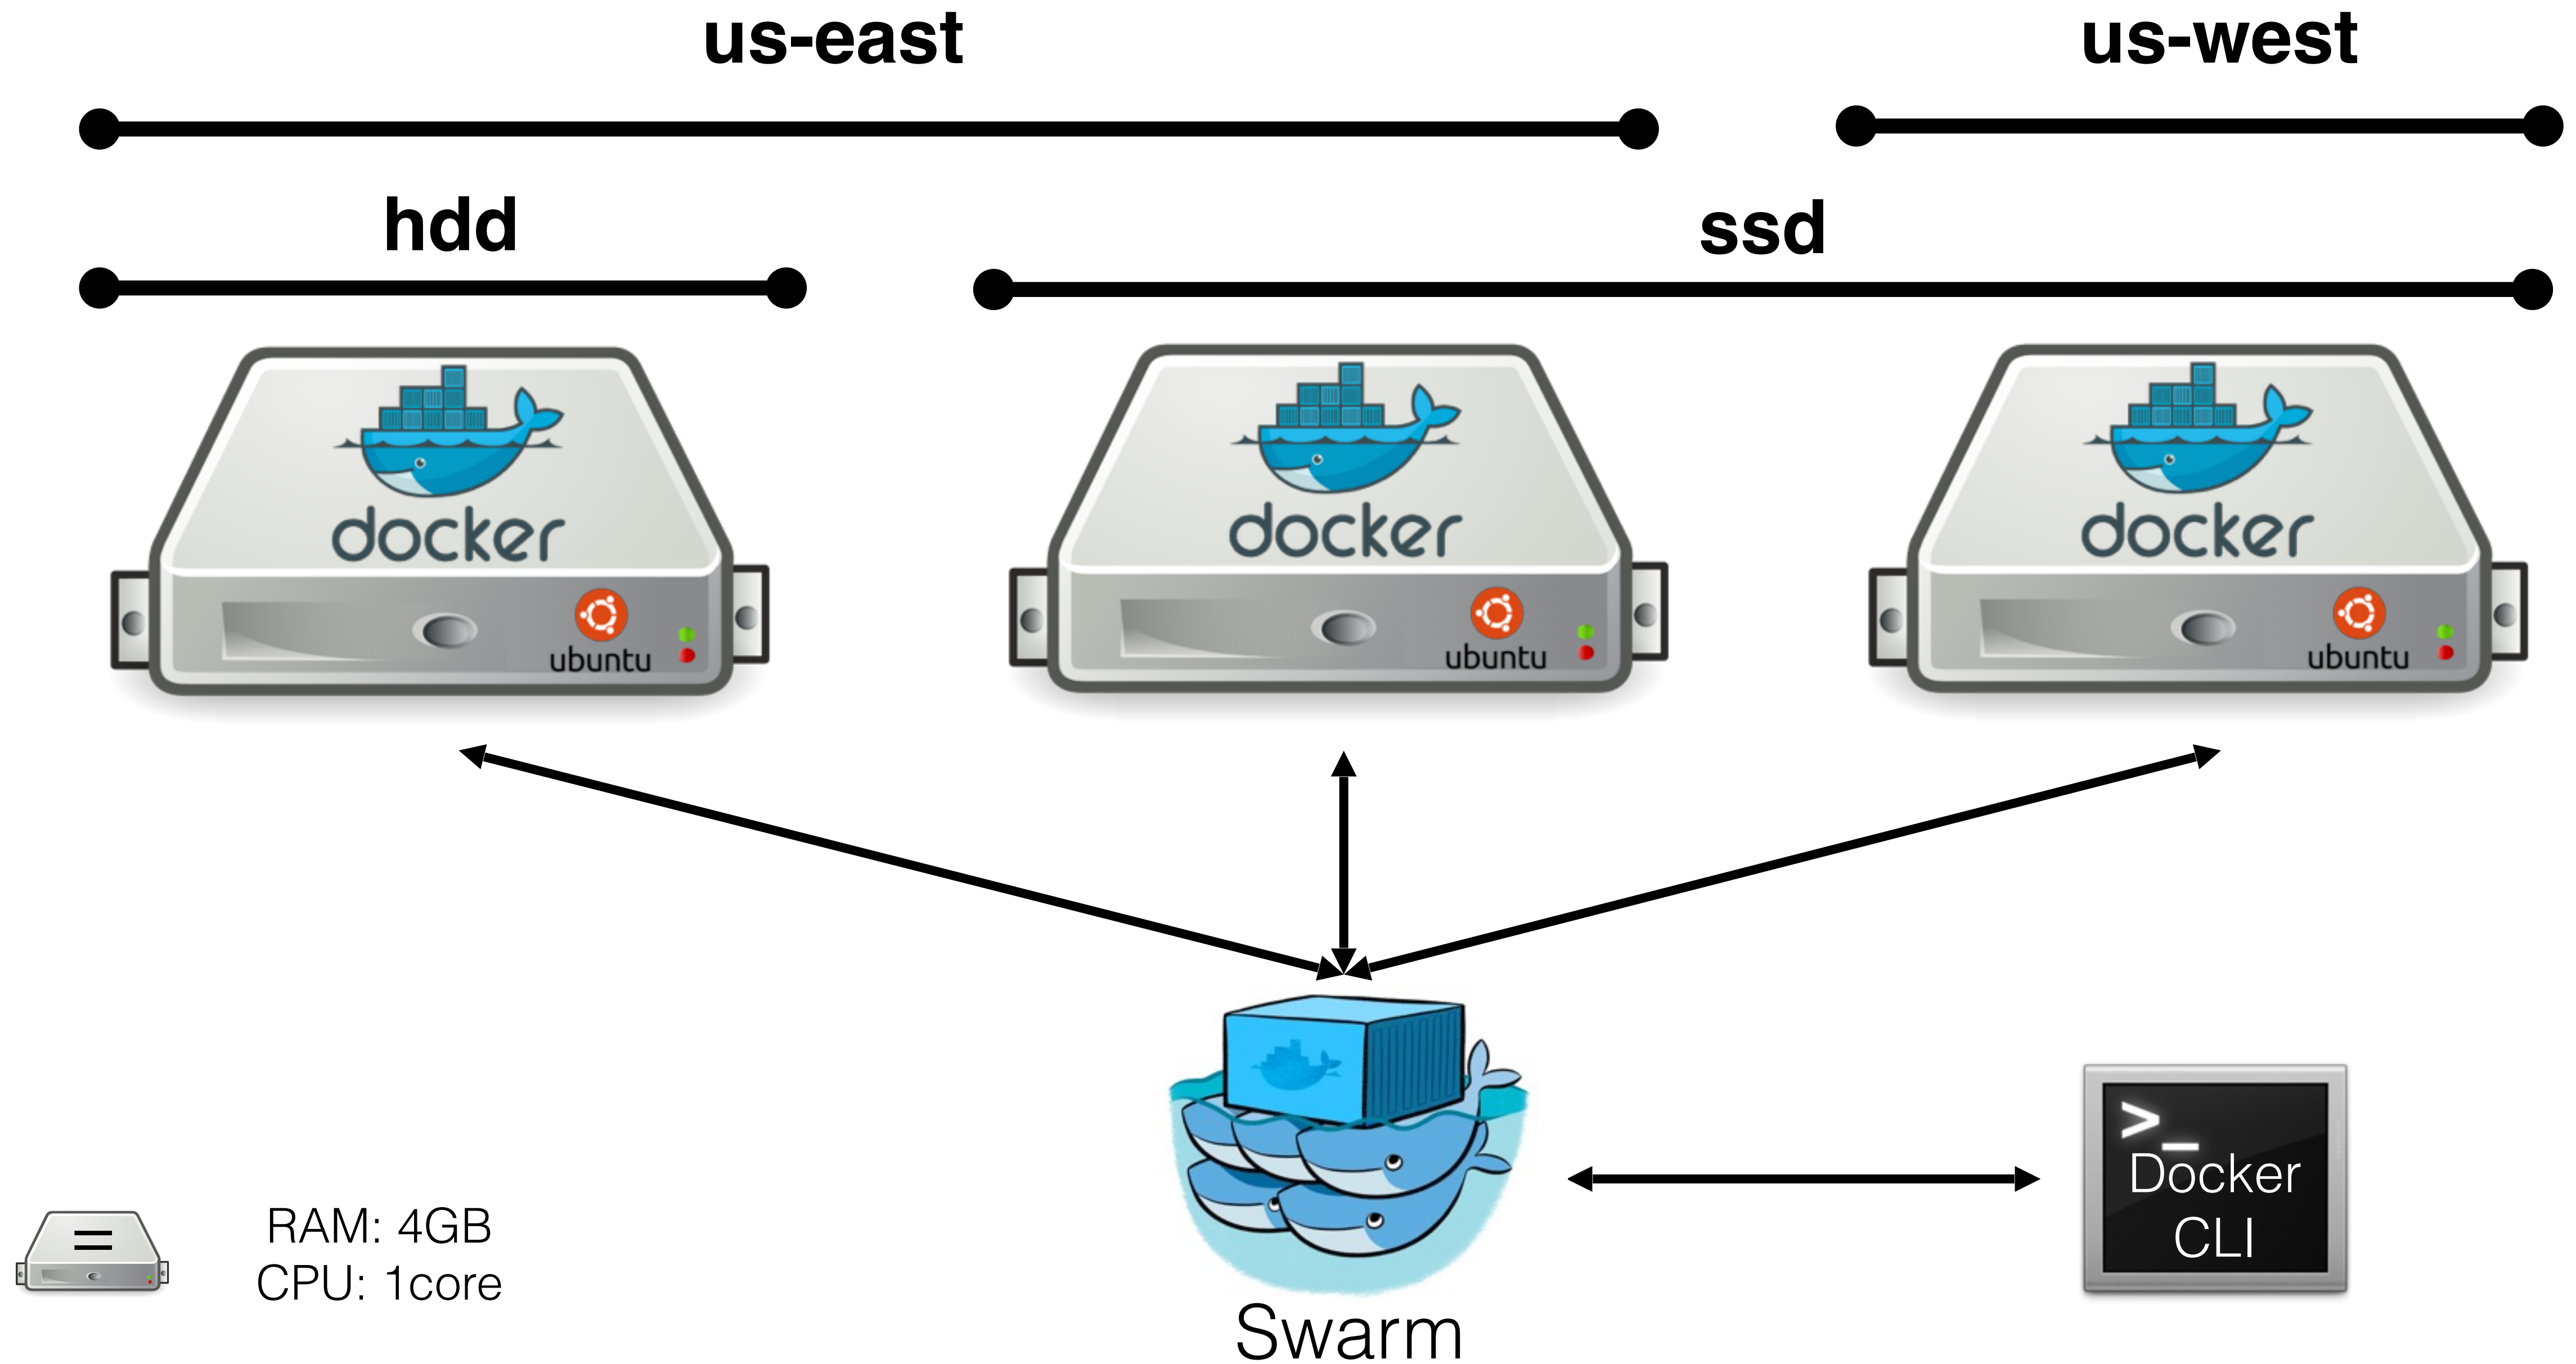 us-east
us-west
hdd
ssd
docker
docker
docker
ubuntu
ubuntu
ubuntu
>_
Docker
CLI
RAM: 4GB
CPU: 1core
Swarm